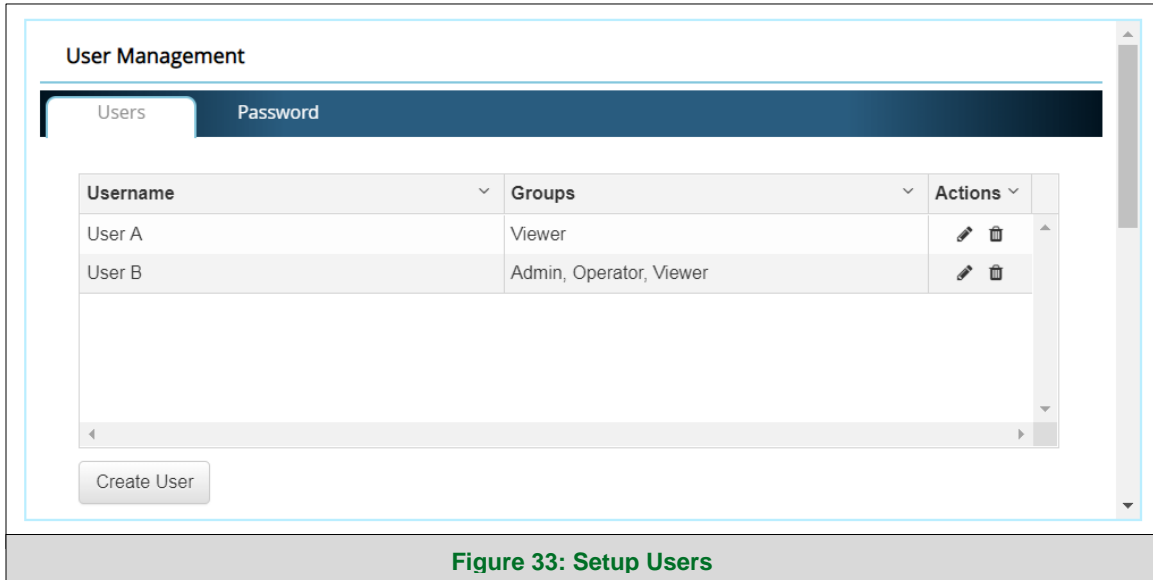 User Management
Users Password
Username Groups Actions
User A Viewer
User B Admin, Operator, Viewer
Create User
Figure 33: Setup Users